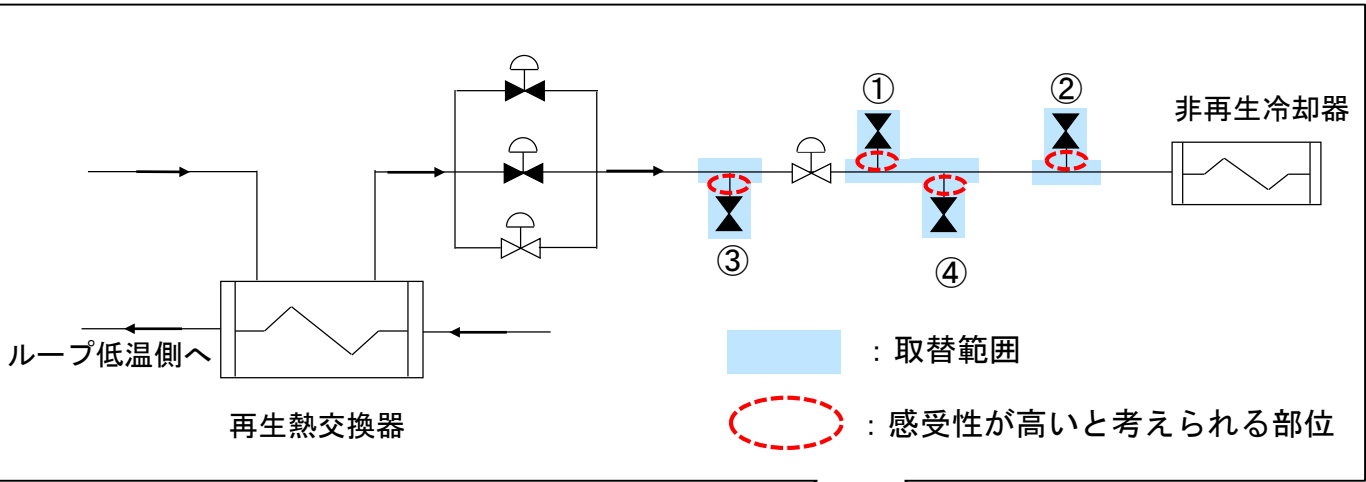 ①
②
非再生冷却器
③
④
ループ低温側へ
再生熱交換器
：取替範囲
：感受性が高いと考えられる部位